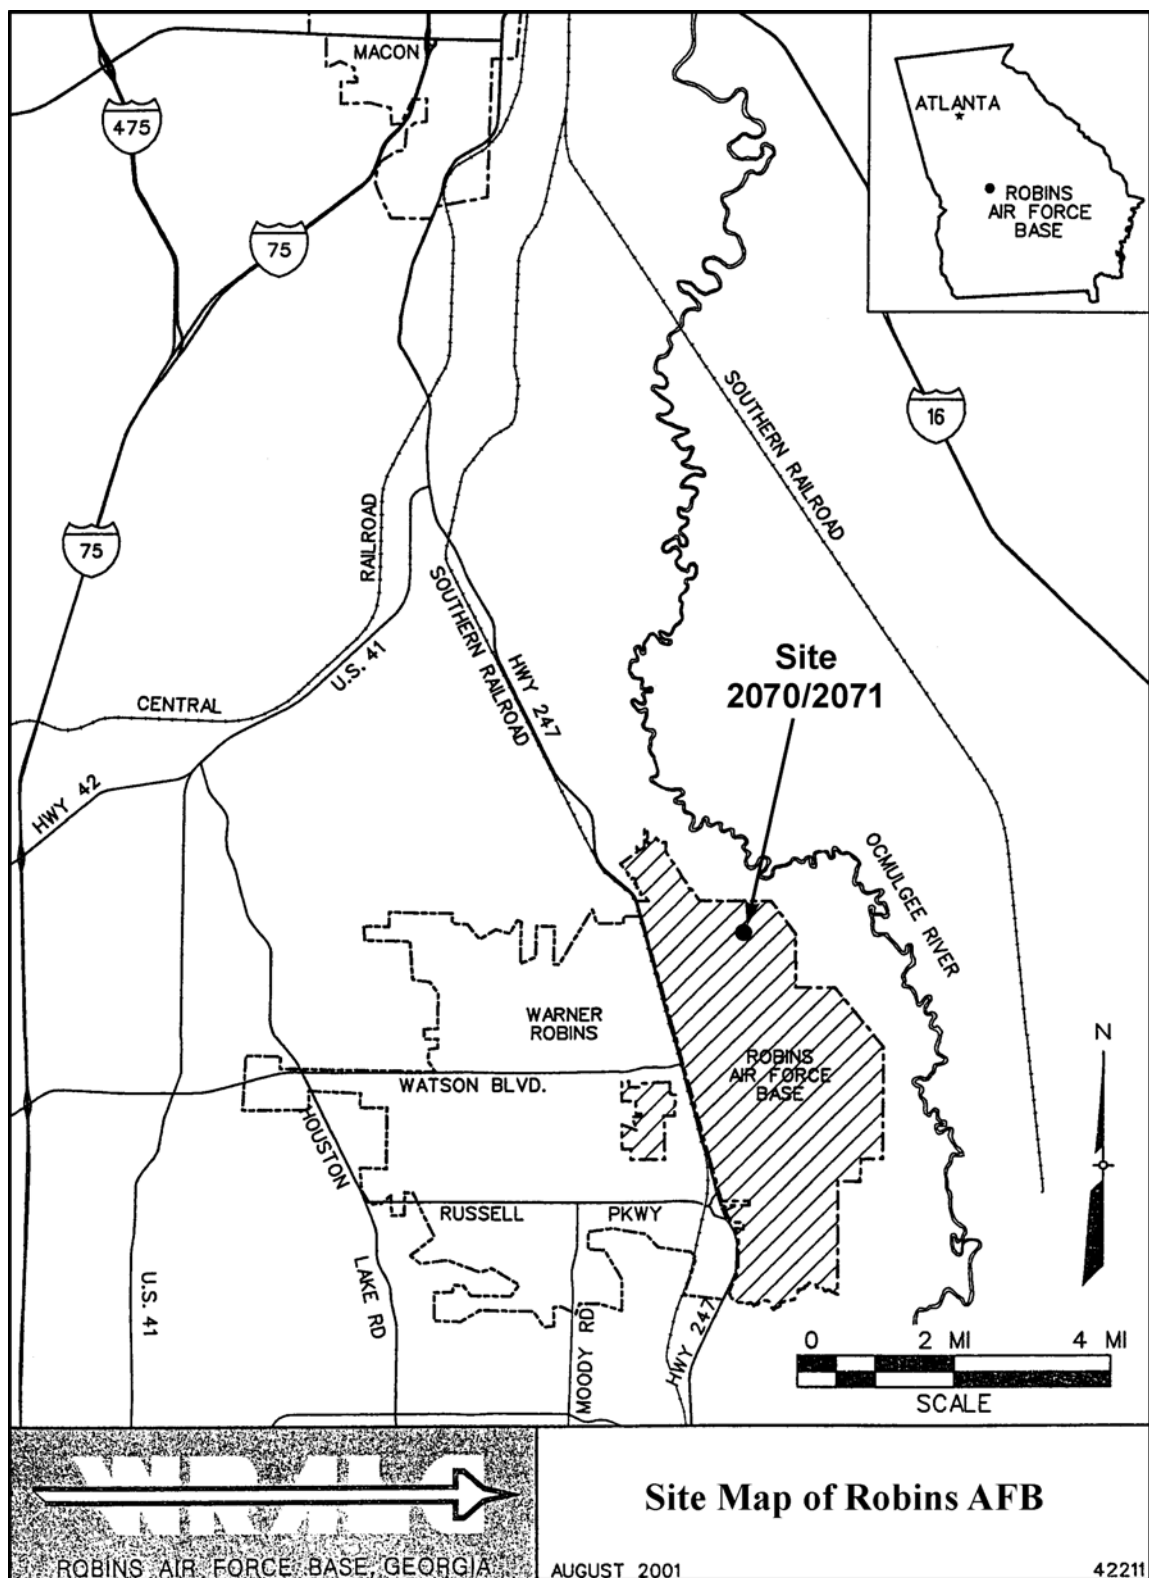 MACON
475
75
ATLANTA
ROBINS
AIR FORCE
BASE
16
SOUTHERN RAILROAD
75
RAILROAD
U.S. 41
SOUTHERN RAILROAD
HWY 247
CENTRAL
HWY 42
Site
2070/2071
OCMULGEE RIVER
WARNER
ROBINS
ROBINS
AIR FORCE
BASE
WATSON BLVD.
HOUSTON
LAKE RD
RUSSELL
PKWY
U.S. 41
MOODY RD
HWY 247
N
0 2 MI 4 MI
SCALE
WRALC
ROBINS AIR FORCE BASE, GEORGIA
Site Map of Robins AFB
AUGUST 2001
42211